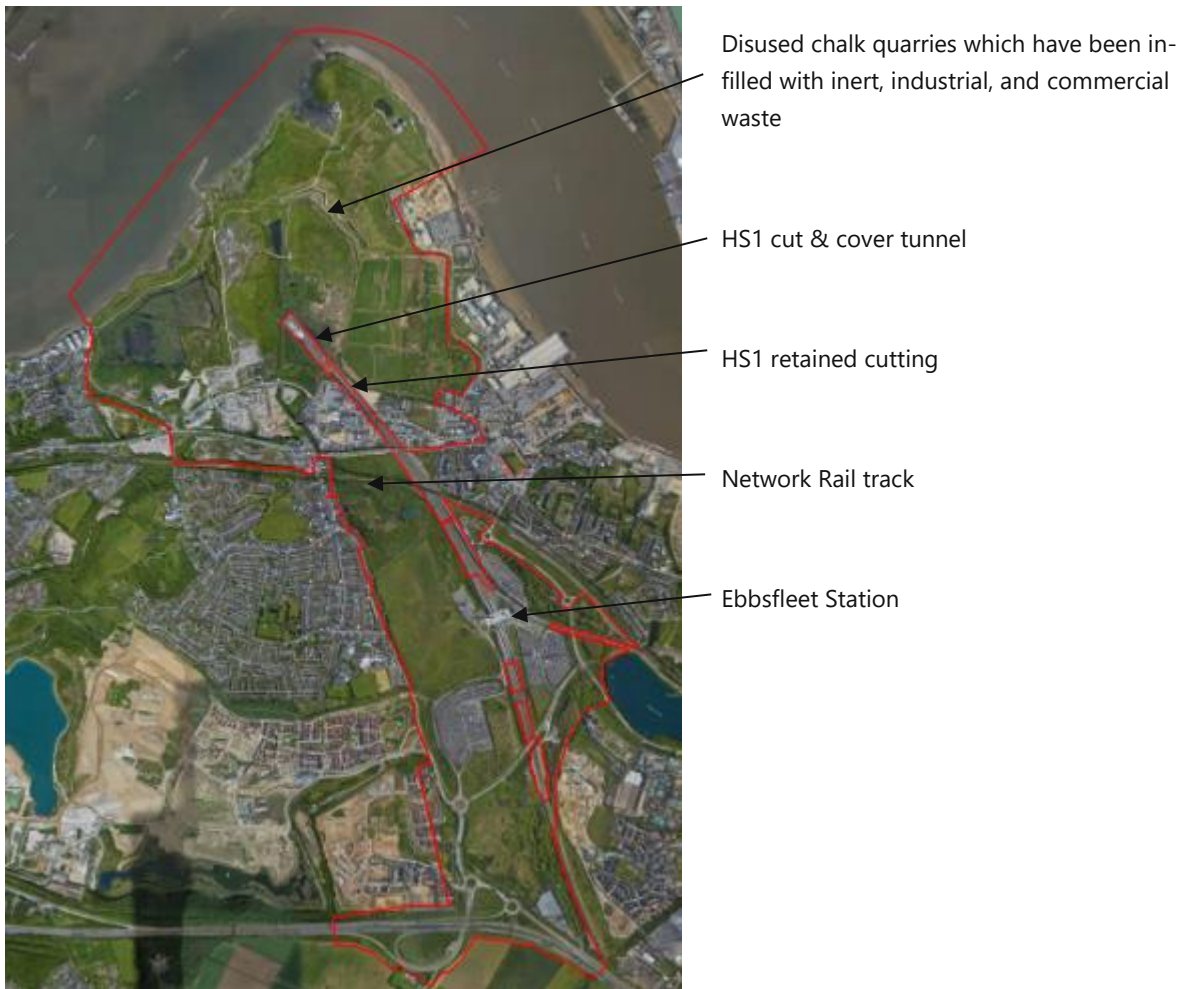 Disused chalk quarries which have been in-
filled with inert, industrial, and commercial
waste
HS1 cut & cover tunnel
HS1 retained cutting
Network Rail track
Ebbsfleet Station